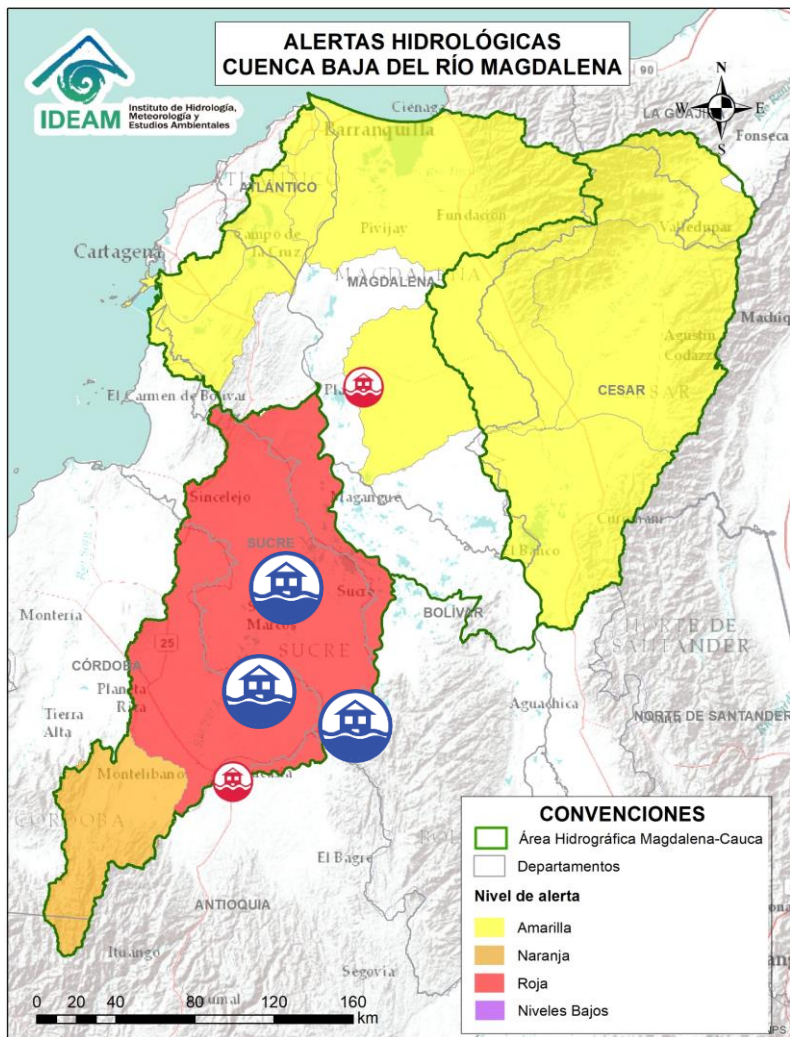 ALERTAS HIDROLÓGICAS
CUENCA BAJA DEL RÍO MAGDALENA
IDEAM
Instituto de Hidrología,
Meteorología y
Estudios Ambientales
N
W
E
S
90
Ciénaga
LA GUAJIRA
Fonseca
Barranquilla
ATLÁNTICO
Fundación
Pivijay
Campo de
la Cruz
Valledupar
Cartagena
MAGDALENA
MAGDALENA
Agustín
Codazzi
CESAR
El Carmen de Bolívar
Sincelejo
Magangué
SUCRE
Sucre
Marcos
SUCRE
El Banco
BOLÍVAR
Montería
25
CÓRDOBA
Planeta
Rica
Tierra
Alta
NORTE DE
SANTANDER
Aguachica
NORTE DE SANTANDER
Montelibano
CÓRDOBA
El Bagre
ANTIOQUIA
Ituango
Segovia
CONVENCIONES
Área Hidrográfica Magdalena-Cauca
Departamentos
Nivel de alerta
Amarilla
Naranja
Roja
Niveles Bajos
0 20 40 80 120 160
km